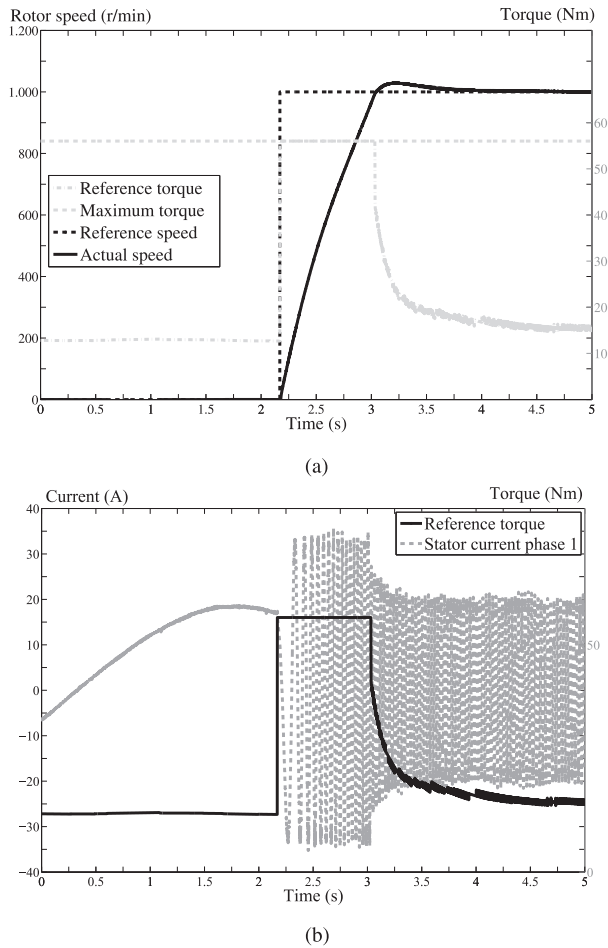 Rotor speed (r/min) Torque (Nm)
1.200
1.000
800
600
400
200
0
60
50
40
30
20
10
Reference torque
Maximum torque
Reference speed
Actual speed
0 0.5 1 1.5 2 2.5 3 3.5 4 4.5 5
Time (s)
(a)
Current (A) Torque (Nm)
40
30
20
10
0
−10
−20
−30
−40
50
0
Reference torque
Stator current phase 1
0 0.5 1 1.5 2 2.5 3 3.5 4 4.5 5
Time (s)
(b)